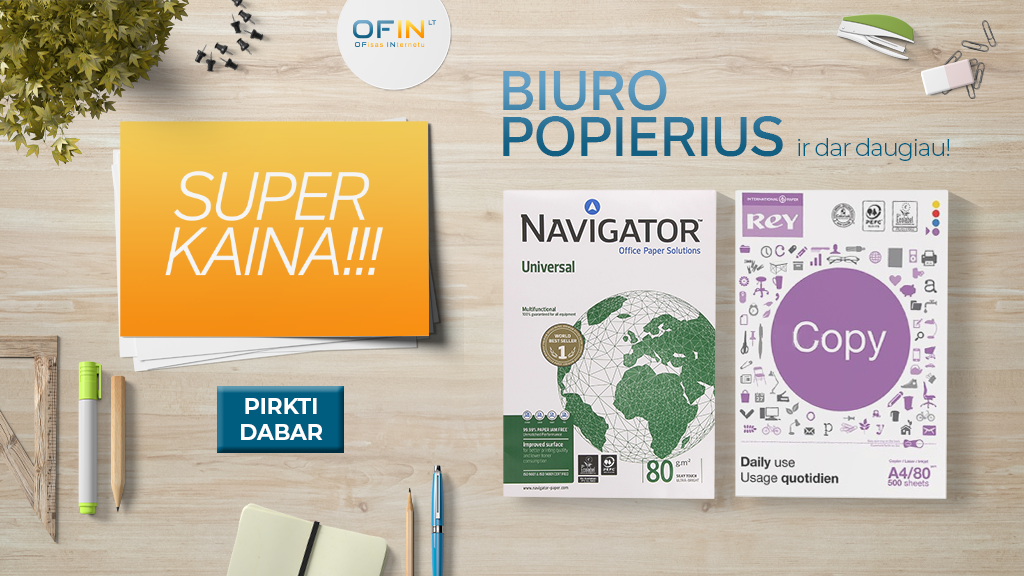 OFIN LT
OFisas INternetu
BIURO
POPIERIUS ir dar daugiau!
SUPER
KAINA!!!
PIRKTI
DABAR
NAVIGATOR™
Office Paper Solutions
Universal
Multifunctional
100% guaranteed for all equipment
WORLD
BEST SELLER
1
99.99% PAPER JAM FREE
Improved surface
for better printing quality
and lower toner
consumption
www.navigator-paper.com
80 g/m²
INTERNATIONAL PAPER
REY
PEFC
Copy
Daily use
Usage quotidien
A4/80
500 sheets